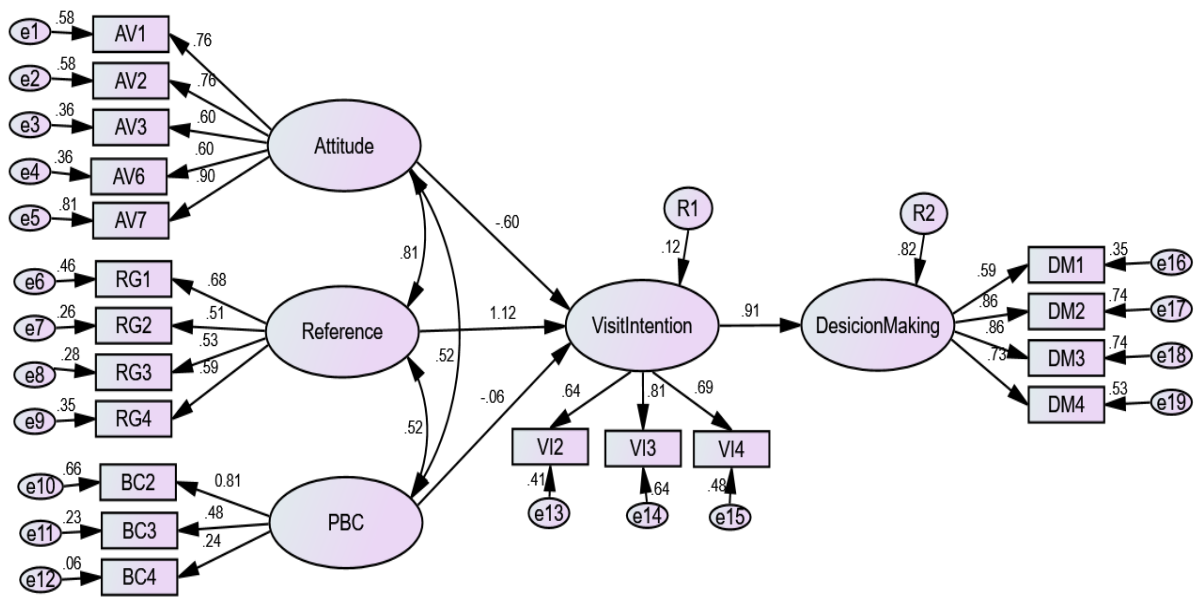 e1 .58 AV1 .76
e2 .58 AV2 .76
e3 .36 AV3 .60
e4 .36 AV6 .60
e5 .81 AV7 .90
Attitude
e6 .46 RG1 .68
e7 .26 RG2 .51
e8 .28 RG3 .53
e9 .35 RG4 .59
Reference
e10 .66 BC2 0.81
e11 .23 BC3 .48
e12 .06 BC4 .24
PBC
.81
.52
.52
-.60
1.12
-.06
R1
.12
VisitIntention
.64 .81 .69
VI2 VI3 VI4
.41 .64 .48
e13 e14 e15
.91
R2
.82
DesicionMaking
.59 DM1 .35 e16
.86 DM2 .74 e17
.86 DM3 .74 e18
.73 DM4 .53 e19